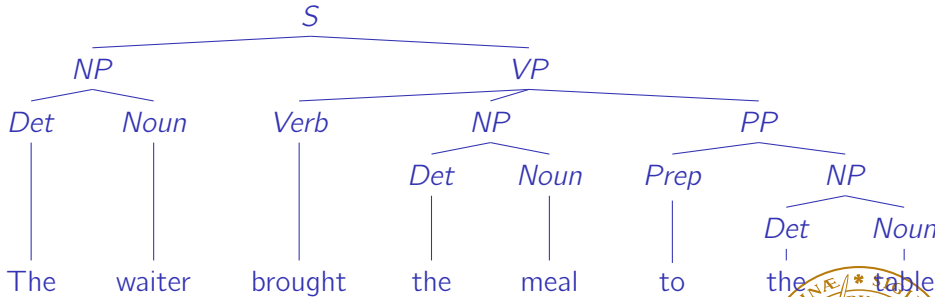 S
NP VP
Det Noun Verb NP PP
Det Noun Prep NP
Det Noun
The waiter brought the meal to the table